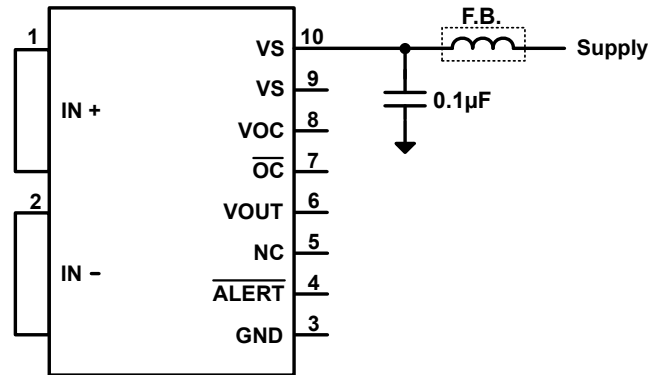 F.B.
1
VS 10
Supply
VS 9
IN +
0.1µF
VOC 8
OC 7
2
VOUT 6
NC 5
IN −
ALERT 4
GND 3